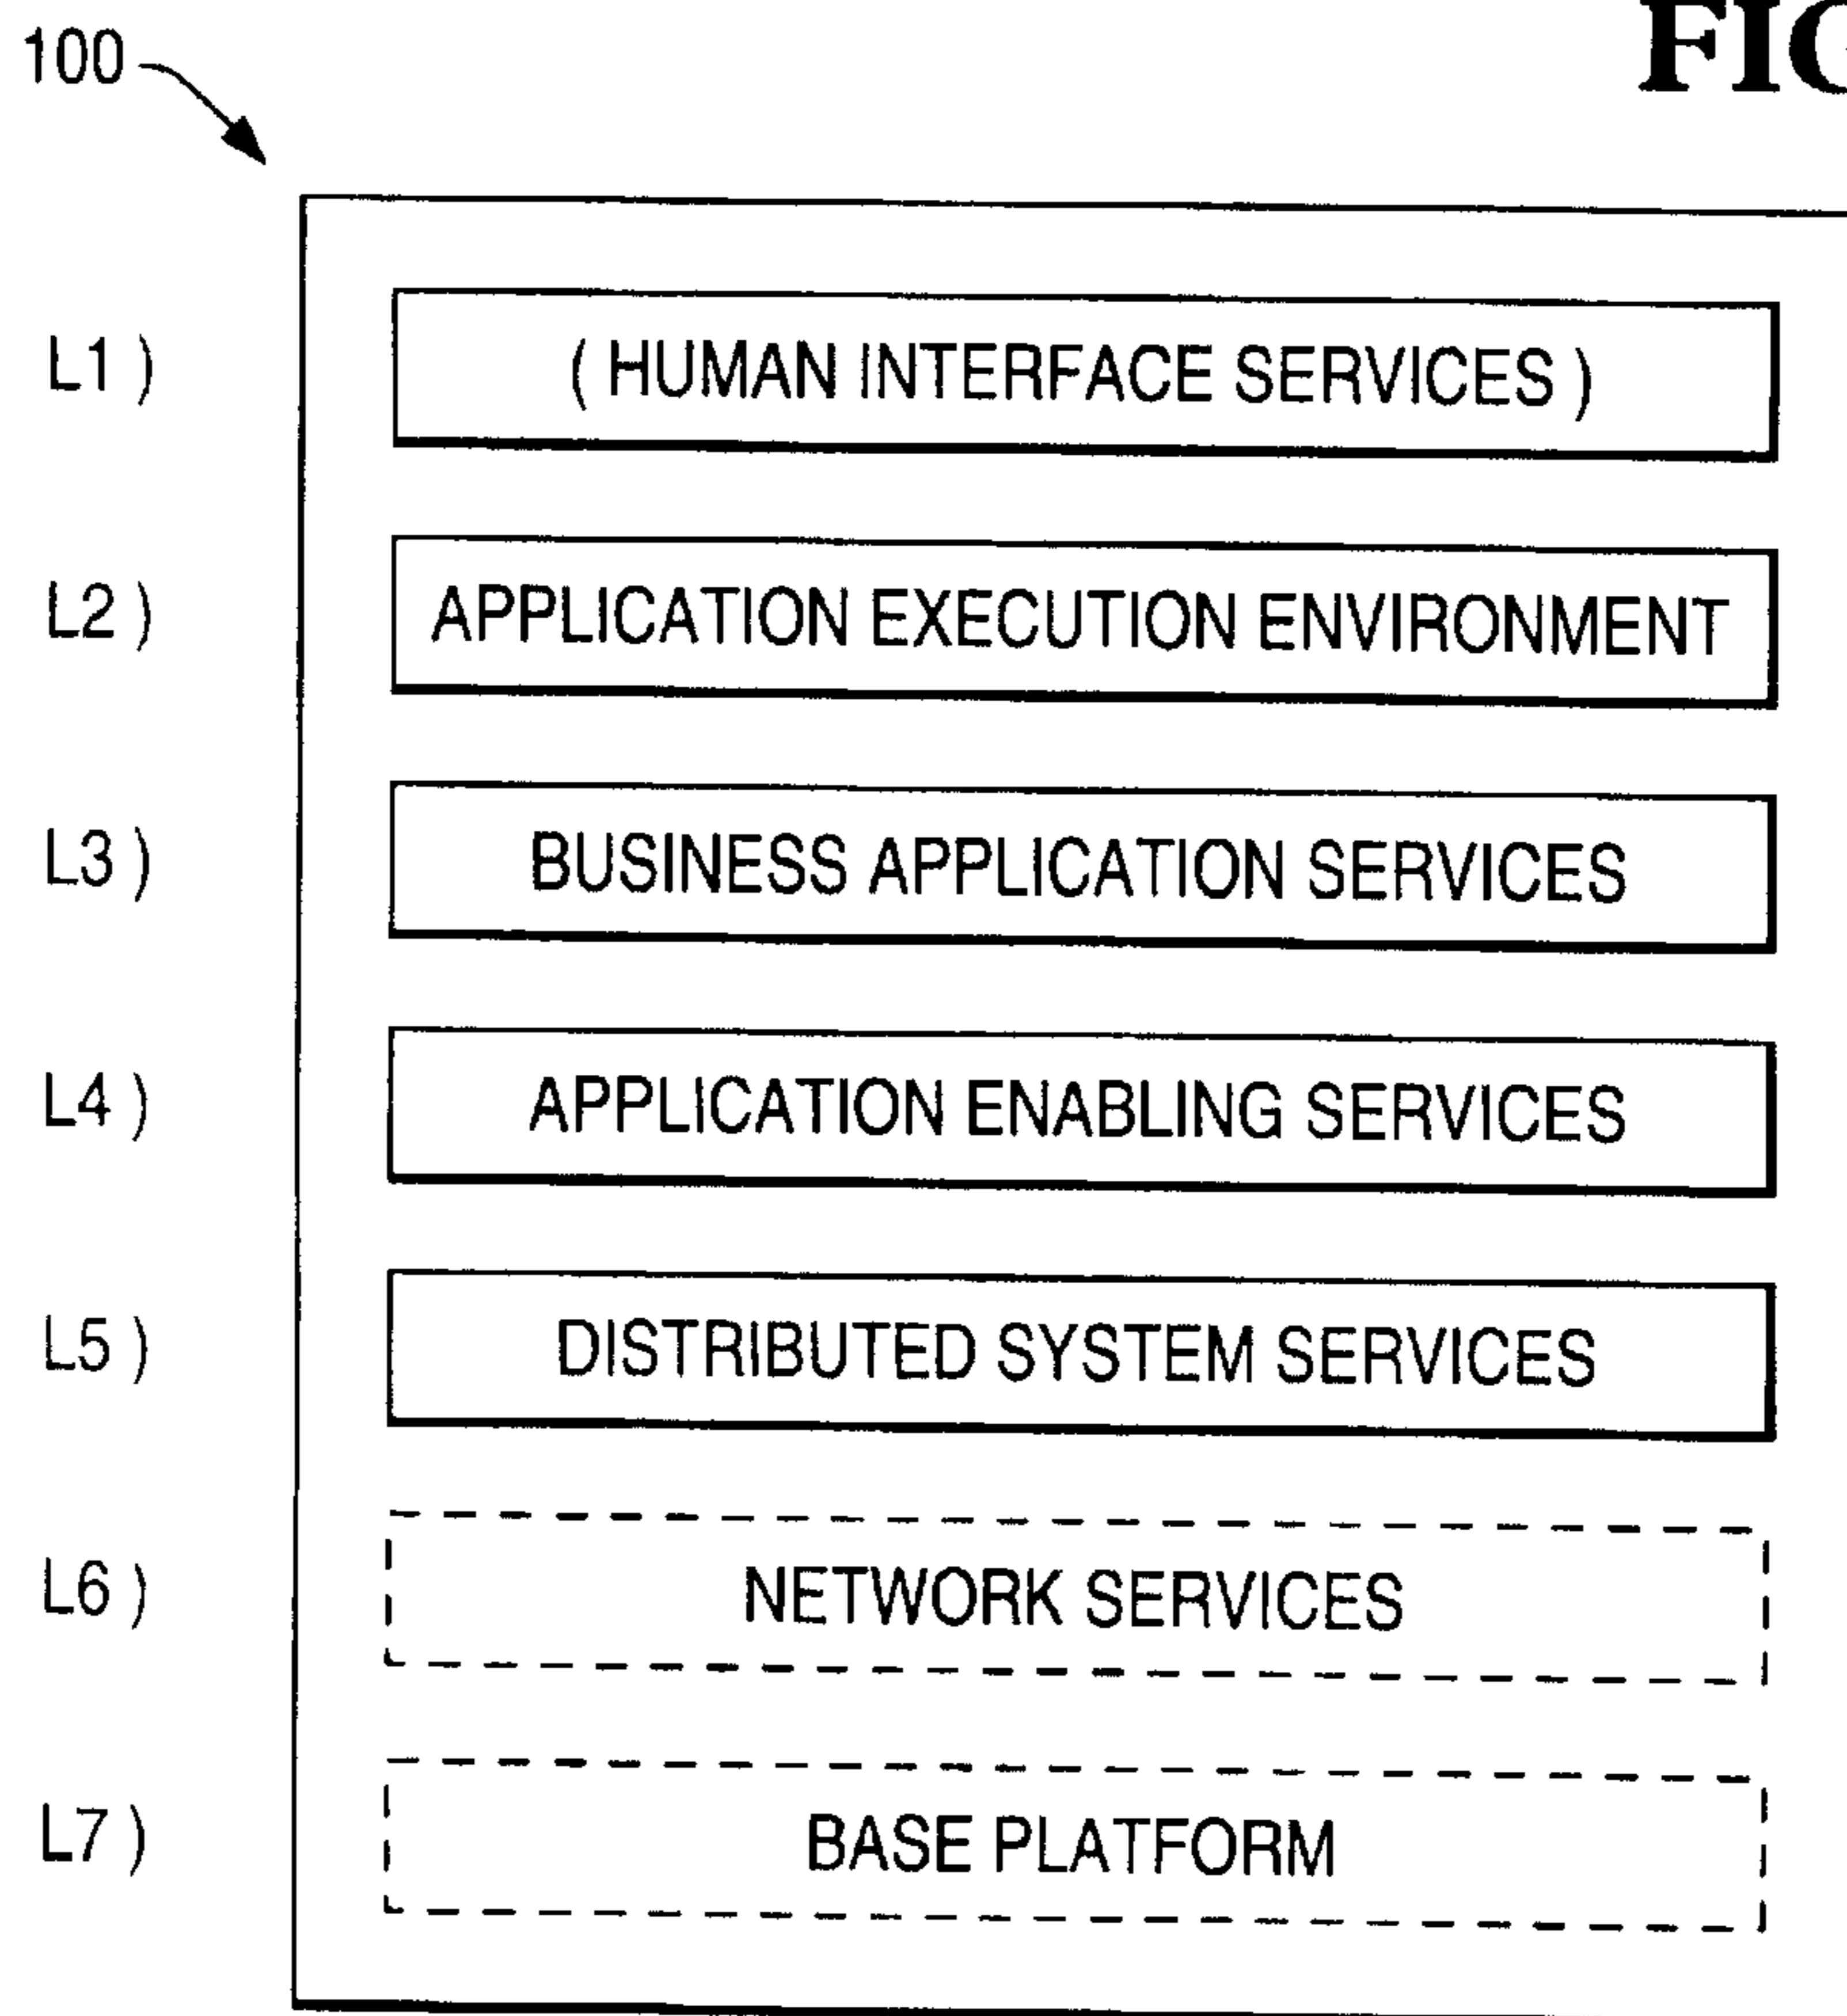 100
L1 ) ( HUMAN INTERFACE SERVICES )
L2 ) APPLICATION EXECUTION ENVIRONMENT
L3 ) BUSINESS APPLICATION SERVICES
L4 ) APPLICATION ENABLING SERVICES
L5 ) DISTRIBUTED SYSTEM SERVICES
L6 ) NETWORK SERVICES
L7 ) BASE PLATFORM